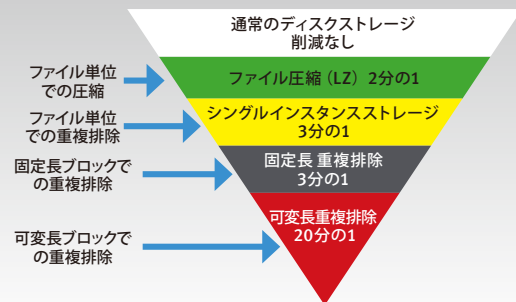 通常のディスクストレージ
削減なし
ファイル単位
での圧縮
ファイル圧縮（LZ）2分の1
ファイル単位
での重複排除
シングルインスタンスストレージ
3分の1
固定長ブロックで
の重複排除
固定長 重複排除
3分の1
可変長ブロックで
の重複排除
可変長重複排除
20分の1